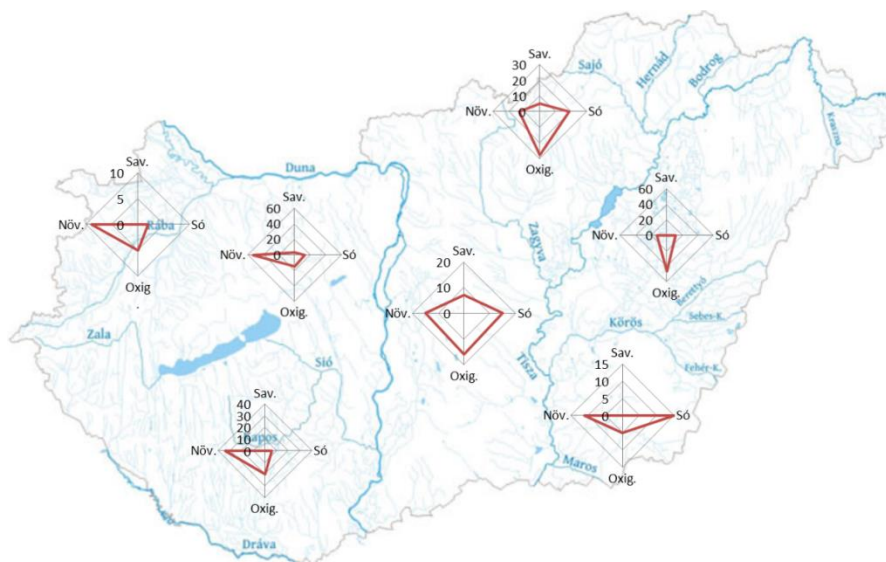 Sav.
30
20
10
0
Növ.
Só
Oxig.
Sajó
Hernád
Bodrog
Kraszna
Duna
Sav.
10
5
0
Növ.
Rába
Só
Oxig
Sav.
60
40
20
0
Növ.
Só
Oxig.
Zagyva
Sav.
60
40
20
0
Növ.
Só
Oxig.
Sav.
20
10
0
Növ.
Só
Oxig.
Berettyó
Sebes-K.
Körös
Fehér-K.
Tisza
Zala
Sió
Sav.
15
10
5
0
Növ.
Só
Oxig.
Maros
Sav.
40
30
20
10
0
Növ.
Só
Oxig.
Dráva